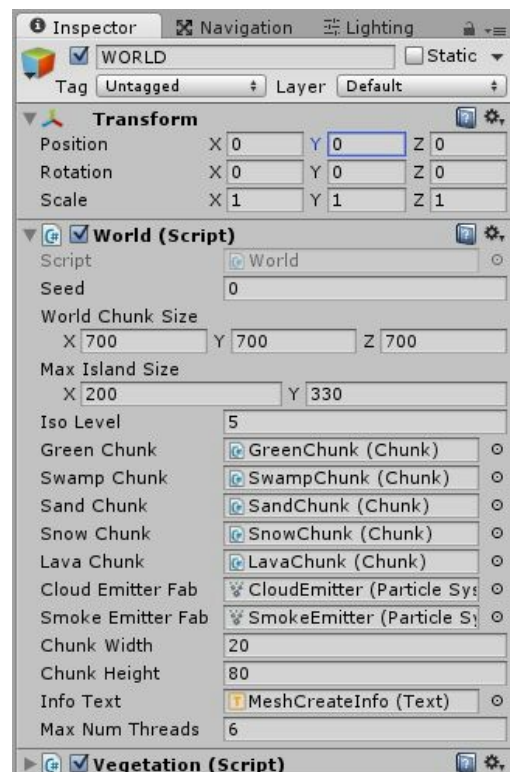 Inspector Navigation Lighting
WORLD Static
Tag Untagged Layer Default
Transform
Position X 0 Y 0 Z 0
Rotation X 0 Y 0 Z 0
Scale X 1 Y 1 Z 1
World (Script)
Script World
Seed 0
World Chunk Size
X 700 Y 700 Z 700
Max Island Size
X 200 Y 330
Iso Level 5
Green Chunk GreenChunk (Chunk)
Swamp Chunk SwampChunk (Chunk)
Sand Chunk SandChunk (Chunk)
Snow Chunk SnowChunk (Chunk)
Lava Chunk LavaChunk (Chunk)
Cloud Emitter Fab CloudEmitter (Particle Sys
Smoke Emitter Fab SmokeEmitter (Particle Sy
Chunk Width 20
Chunk Height 80
Info Text MeshCreateInfo (Text)
Max Num Threads 6
Vegetation (Script)